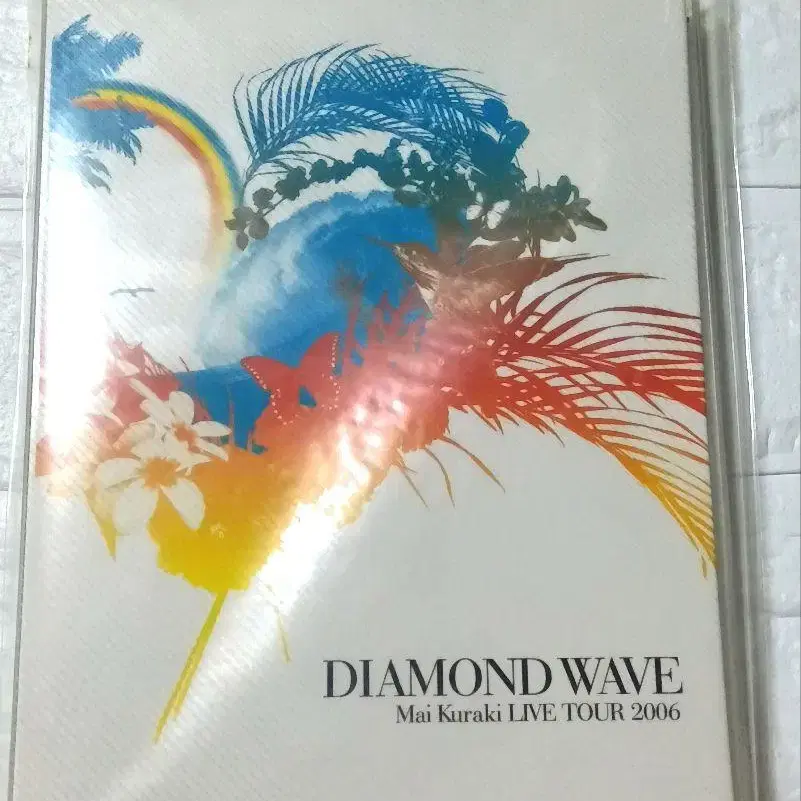 DIAMOND WAVE
Mai Kuraki LIVE TOUR 2006